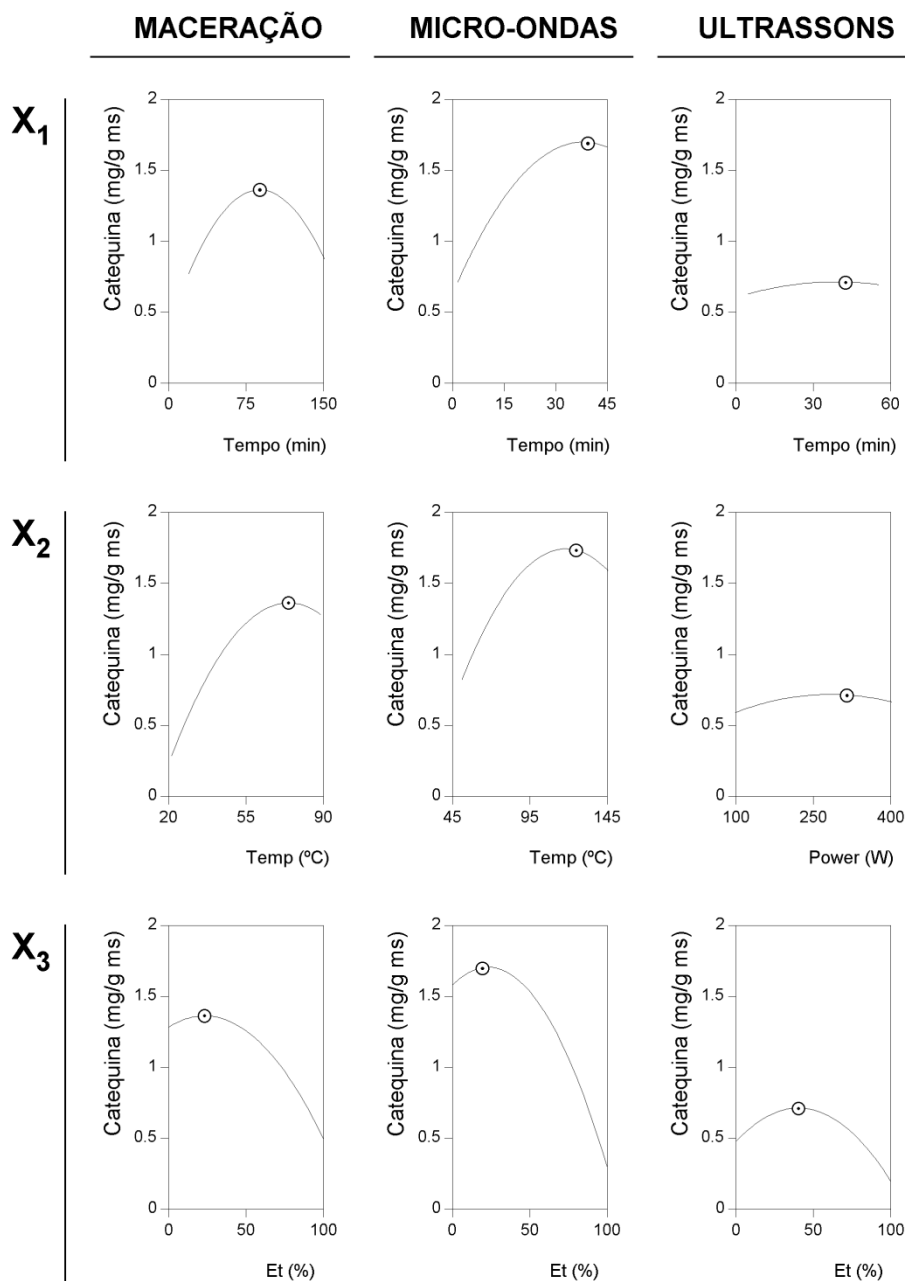 MACERAÇÃO MICRO-ONDAS ULTRASSONS
X1
Catequina (mg/g ms)
2
1.5
1
0.5
0
0 75 150
Tempo (min)
Catequina (mg/g ms)
2
1.5
1
0.5
0
0 15 30 45
Tempo (min)
Catequina (mg/g ms)
2
1.5
1
0.5
0
0 30 60
Tempo (min)
X2
Catequina (mg/g ms)
2
1.5
1
0.5
0
20 55 90
Temp (ºC)
Catequina (mg/g ms)
2
1.5
1
0.5
0
45 95 145
Temp (ºC)
Catequina (mg/g ms)
2
1.5
1
0.5
0
100 250 400
Power (W)
X3
Catequina (mg/g ms)
2
1.5
1
0.5
0
0 50 100
Et (%)
Catequina (mg/g ms)
2
1.5
1
0.5
0
0 50 100
Et (%)
Catequina (mg/g ms)
2
1.5
1
0.5
0
0 50 100
Et (%)